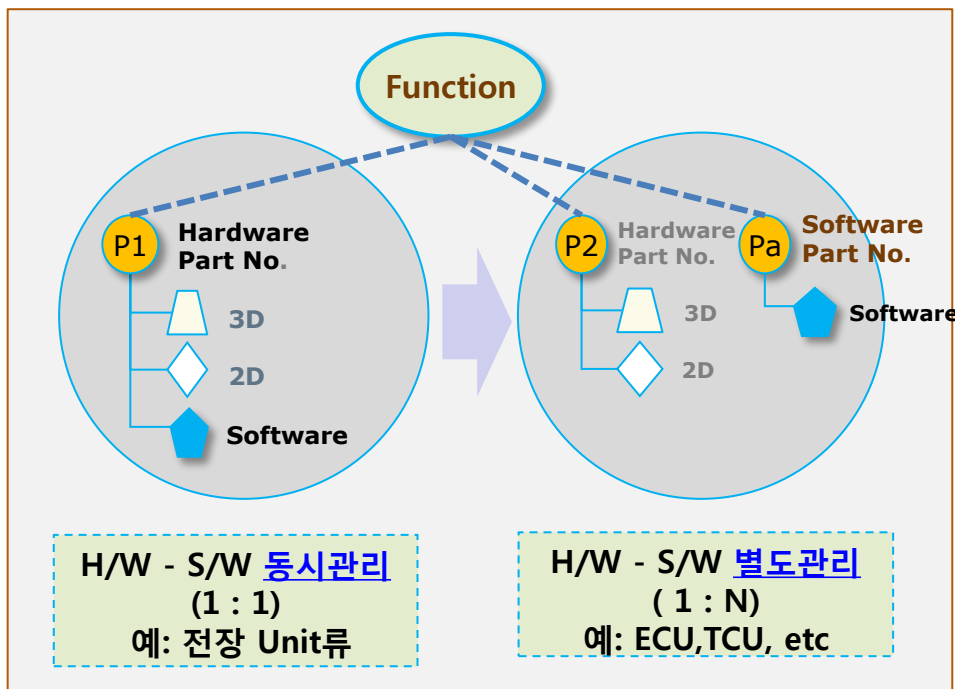 Function
P1
Hardware
Part No.
3D
2D
Software
P2
Hardware
Part No.
3D
2D
Pa
Software
Part No.
Software
H/W - S/W 동시관리
(1 : 1)
예: 전장 Unit류
H/W - S/W 별도관리
( 1 : N)
예: ECU,TCU, etc